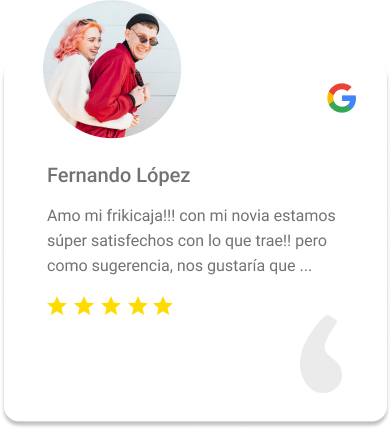 Fernando López
Amo mi frikicaja!!! con mi novia estamos
súper satisfechos con lo que trae!! pero
como sugerencia, nos gustaría que ...